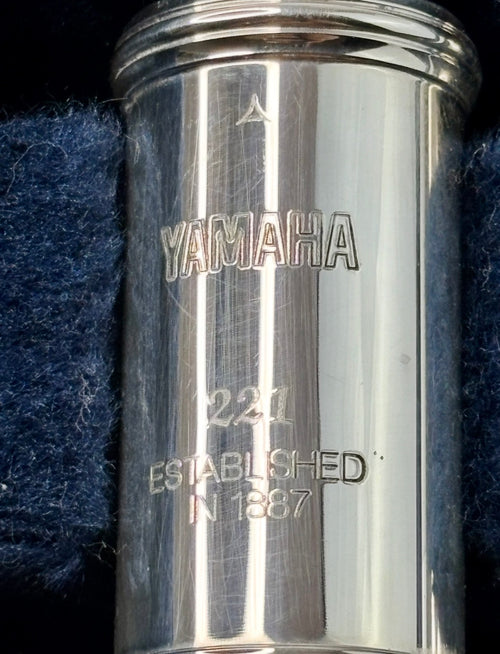 YAMAHA
221
ESTABLISHED
IN 1887